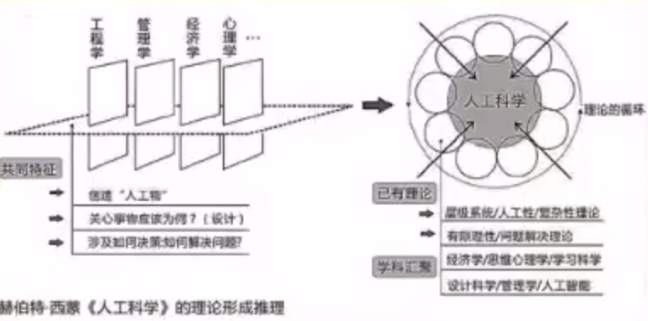 工程学
管理学
经济学
心理学
…
共同特征
创造“人工物”
关心事物应该为何?(设计)
涉及如何决策;如何解决问题?
人工科学
理论的循环
已有理论
层级系统/人工性/复杂性理论
有限理性/问题解决理论
学科汇聚
经济学/思维心理学/学习科学
设计科学/管理学/人工智能
赫伯特·西蒙《人工科学》的理论形成推理